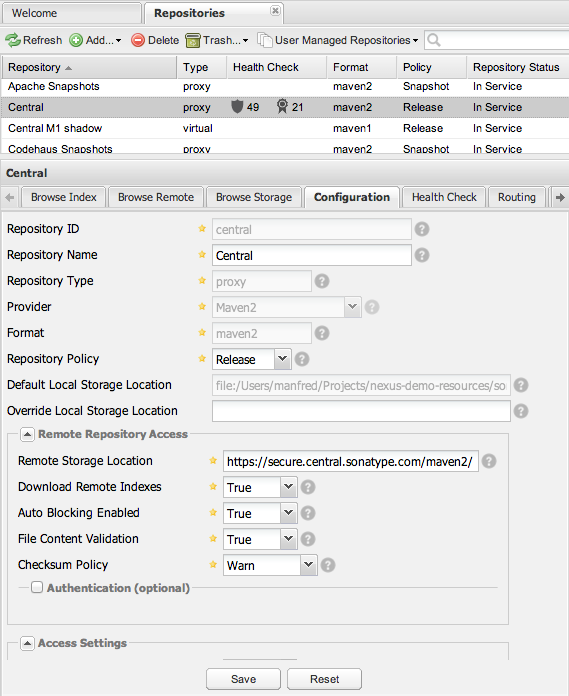 Welcome Repositories
Refresh Add... Delete Trash... User Managed Repositories
Repository Type Health Check Format Policy Repository Status
Apache Snapshots proxy maven2 Snapshot In Service
Central proxy 49 21 maven2 Release In Service
Central M1 shadow virtual maven1 Release In Service
Codehaus Snapshots proxy maven2 Snapshot In Service
Central
Browse Index Browse Remote Browse Storage Configuration Health Check Routing
Repository ID central
Repository Name Central
Repository Type proxy
Provider Maven2
Format maven2
Repository Policy Release
Default Local Storage Location file:/Users/manfred/Projects/nexus-demo-resources/so
Override Local Storage Location
Remote Repository Access
Remote Storage Location https://secure.central.sonatype.com/maven2/
Download Remote Indexes True
Auto Blocking Enabled True
File Content Validation True
Checksum Policy Warn
Authentication (optional)
Access Settings
Save Reset